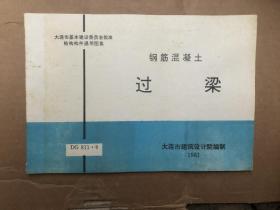 大连市基本建设委员会批准
结构构件通用图集
钢筋混凝土
过 梁
DG 811·6
大连市建筑设计院编制
1981